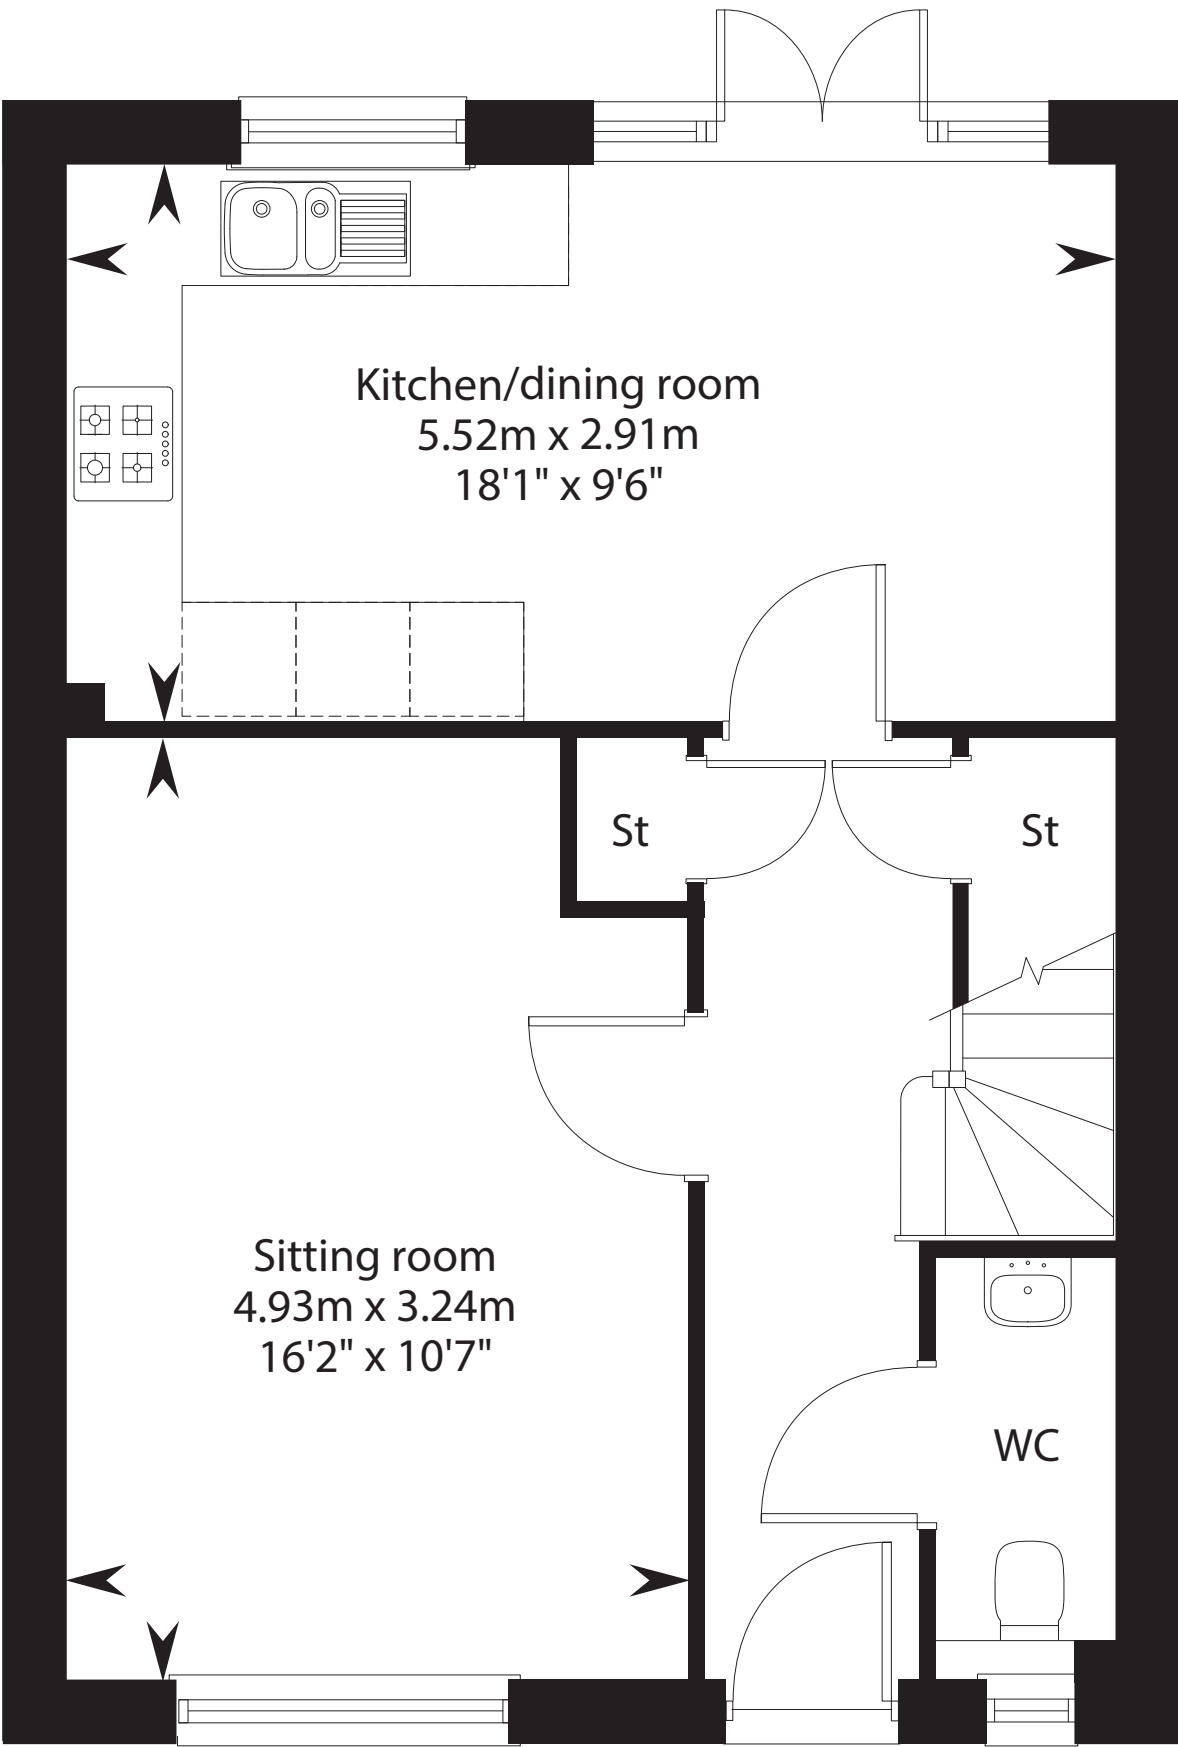 Kitchen/dining room
5.52m x 2.91m
18'1" x 9'6"
St
St
Sitting room
4.93m x 3.24m
16'2" x 10'7"
WC